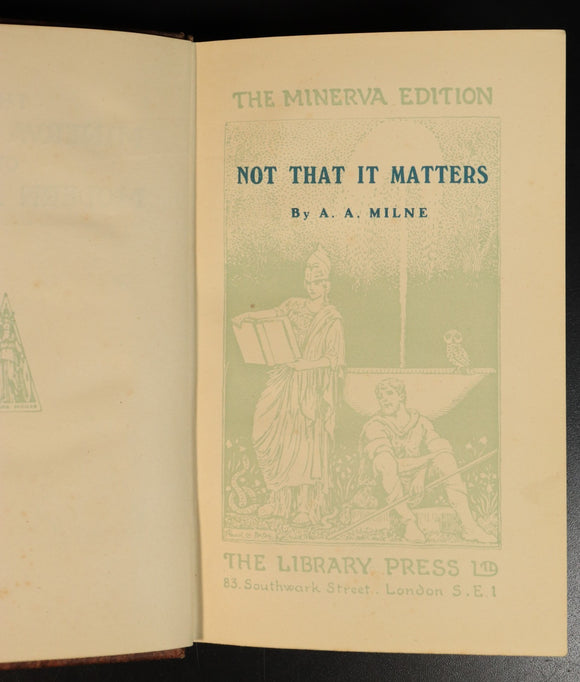 THE MINERVA EDITION
NOT THAT IT MATTERS
By A. A. MILNE
THE LIBRARY PRESS LTD
83. Southwark Street.. London S.E.1